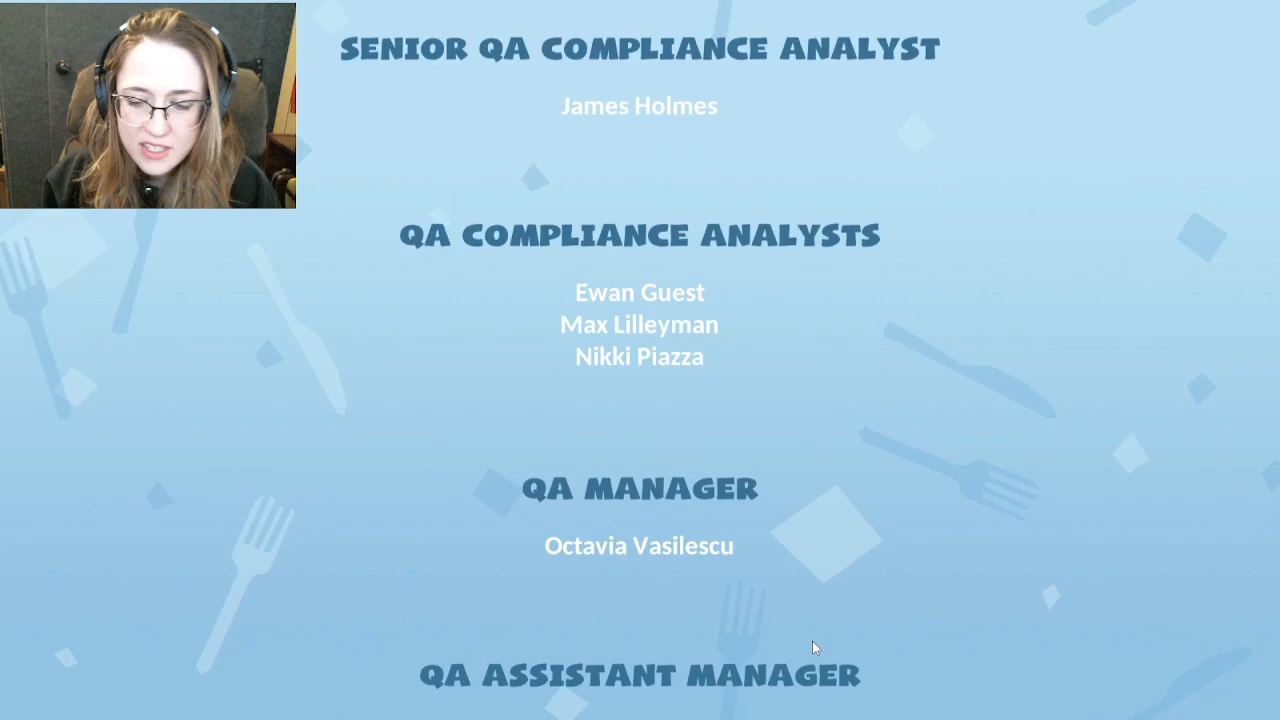 SENIOR QA COMPLIANCE ANALYST
James Holmes
QA COMPLIANCE ANALYSTS
Ewan Guest
Max Lilleyman
Nikki Piazza
QA MANAGER
Octavia Vasilescu
QA ASSISTANT MANAGER